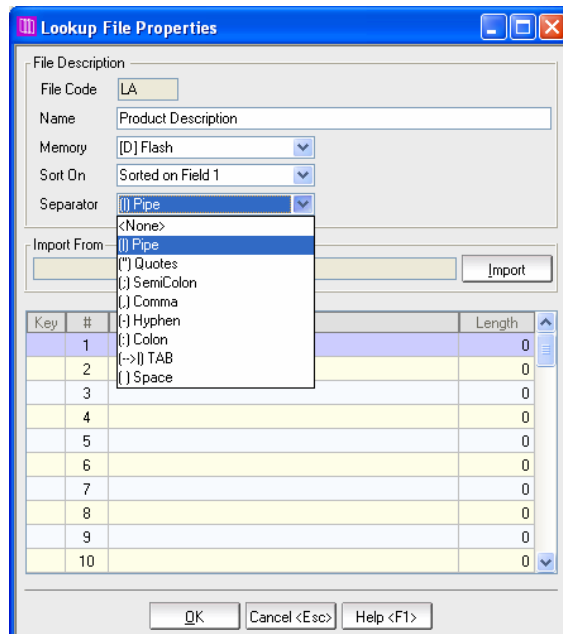 Lookup File Properties
File Description
File Code LA
Name Product Description
Memory [D] Flash
Sort On Sorted on Field 1
Separator (|) Pipe
<None>
(|) Pipe
(") Quotes
(;) SemiColon
(,) Comma
(-) Hyphen
(:) Colon
(-->|) TAB
( ) Space
Import From
Import
Key # Length
1 0
2 0
3 0
4 0
5 0
6 0
7 0
8 0
9 0
10 0
OK Cancel <Esc> Help <F1>